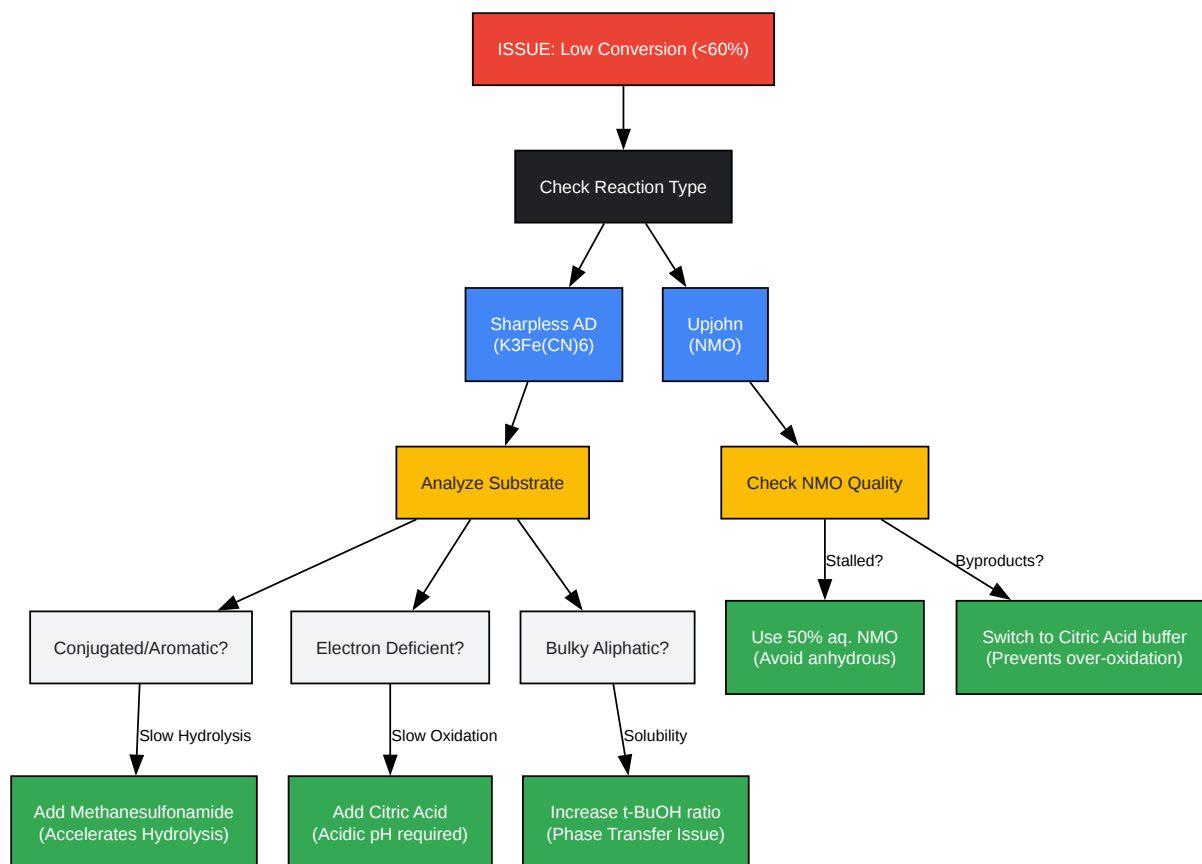 ISSUE: Low Conversion (<60%)
Check Reaction Type
Sharpless AD
(K3Fe(CN)6)
Upjohn
(NMO)
Analyze Substrate
Check NMO Quality
Stalled?
Byproducts?
Conjugated/Aromatic?
Electron Deficient?
Bulky Aliphatic?
Use 50% aq. NMO
(Avoid anhydrous)
Switch to Citric Acid buffer
(Prevents over-oxidation)
Slow Hydrolysis
Slow Oxidation
Solubility
Add Methanesulfonamide
(Accelerates Hydrolysis)
Add Citric Acid
(Acidic pH required)
Increase t-BuOH ratio
(Phase Transfer Issue)